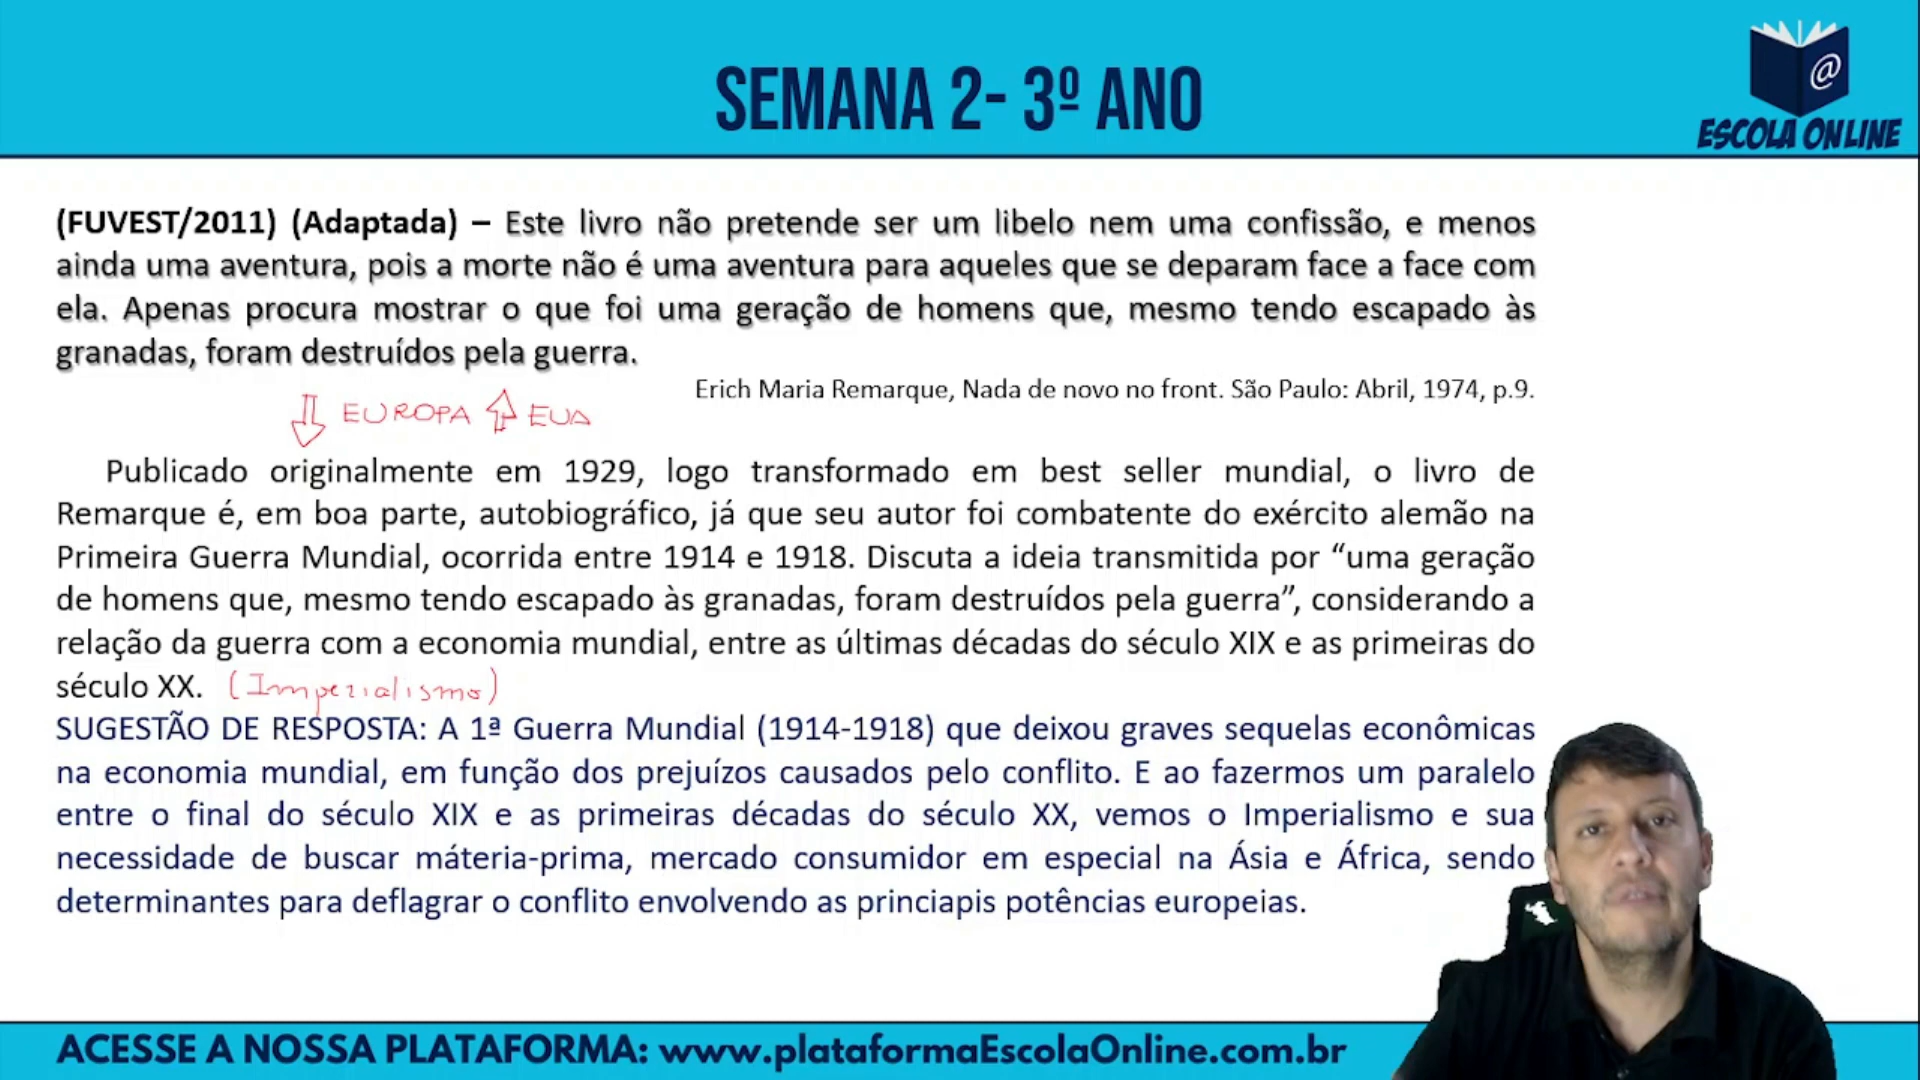 SEMANA 2- 3º ANO
@
ESCOLA ONLINE
(FUVEST/2011) (Adaptada) – Este livro não pretende ser um libelo nem uma confissão, e menos
ainda uma aventura, pois a morte não é uma aventura para aqueles que se deparam face a face com
ela. Apenas procura mostrar o que foi uma geração de homens que, mesmo tendo escapado às
granadas, foram destruídos pela guerra.
Erich Maria Remarque, Nada de novo no front. São Paulo: Abril, 1974, p.9.
EUROPA EUA
Publicado originalmente em 1929, logo transformado em best seller mundial, o livro de
Remarque é, em boa parte, autobiográfico, já que seu autor foi combatente do exército alemão na
Primeira Guerra Mundial, ocorrida entre 1914 e 1918. Discuta a ideia transmitida por “uma geração
de homens que, mesmo tendo escapado às granadas, foram destruídos pela guerra”, considerando a
relação da guerra com a economia mundial, entre as últimas décadas do século XIX e as primeiras do
século XX. (Imperialismo)
SUGESTÃO DE RESPOSTA: A 1ª Guerra Mundial (1914-1918) que deixou graves sequelas econômicas
na economia mundial, em função dos prejuízos causados pelo conflito. E ao fazermos um paralelo
entre o final do século XIX e as primeiras décadas do século XX, vemos o Imperialismo e sua
necessidade de buscar máteria-prima, mercado consumidor em especial na Ásia e África, sendo
determinantes para deflagrar o conflito envolvendo as princiapis potências europeias.
ACESSE A NOSSA PLATAFORMA: www.plataformaEscolaOnline.com.br